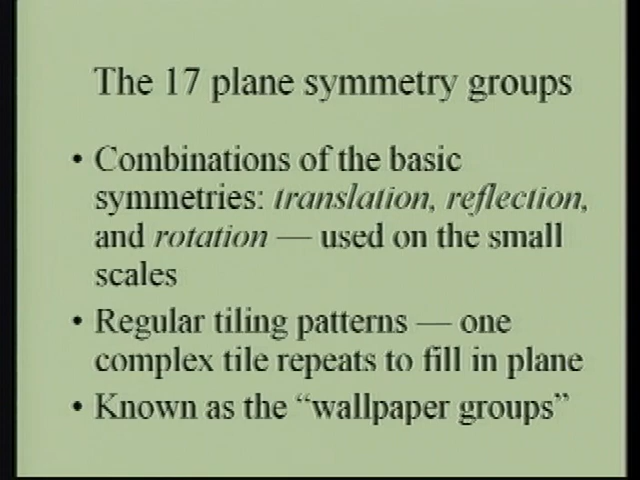 The 17 plane symmetry groups
• Combinations of the basic
symmetries: translation, reflection,
and rotation — used on the small
scales
• Regular tiling patterns — one
complex tile repeats to fill in plane
• Known as the “wallpaper groups”